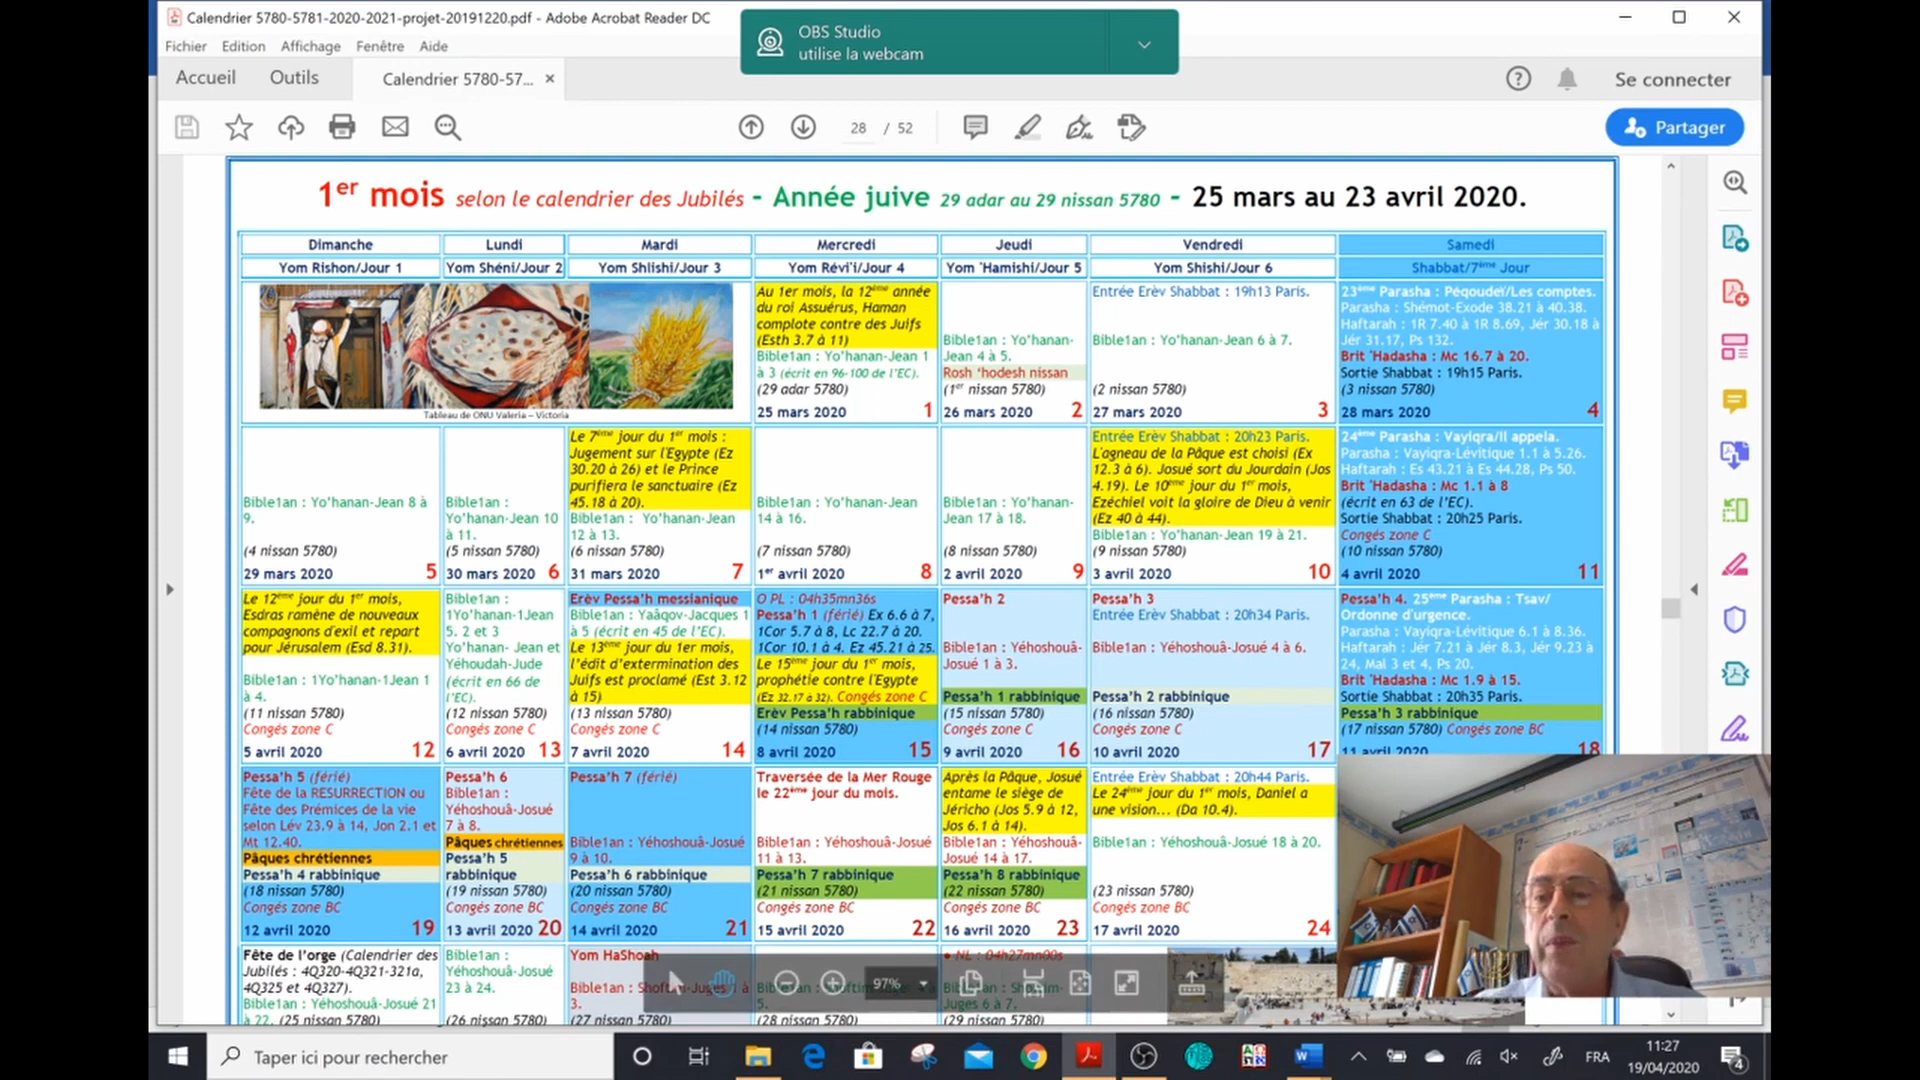 Calendrier 5780-5781-2020-2021-projet-20191220.pdf - Adobe Acrobat Reader DC
OBS Studio
utilise la webcam
Fichier Edition Affichage Fenêtre Aide
Accueil Outils Calendrier 5780-57... × Se connecter
28 / 52 Partager
1er mois selon le calendrier des Jubilés - Année juive 29 adar au 29 nissan 5780 - 25 mars au 23 avril 2020.
Dimanche Lundi Mardi Mercredi Jeudi Vendredi Samedi
Yom Rishon/Jour 1 Yom Shéni/Jour 2 Yom Shlishi/Jour 3 Yom Révi'i/Jour 4 Yom 'Hamishi/Jour 5 Yom Shishi/Jour 6 Shabbat/7ème Jour
Tableau de ONU Valeria – Victoria
Au 1er mois, la 12ème année
du roi Assuérus, Haman
complote contre des Juifs
(Esth 3.7 à 11)
Bible1an : Yo'hanan-Jean 1
à 3 (écrit en 96-100 de l'EC).
(29 adar 5780)
25 mars 2020 1
Bible1an : Yo'hanan-
Jean 4 à 5.
Rosh 'hodesh nissan
(1er nissan 5780)
26 mars 2020 2
Entrée Erèv Shabbat : 19h13 Paris.
Bible1an : Yo'hanan-Jean 6 à 7.
(2 nissan 5780)
27 mars 2020 3
23ème Parasha : Péqoudeï/Les comptes.
Parasha : Shémot-Exode 38.21 à 40.38.
Haftarah : 1R 7.40 à 1R 8.69, Jér 30.18 à
Jér 31.17, Ps 132.
Brit 'Hadasha : Mc 16.7 à 20.
Sortie Shabbat : 19h15 Paris.
(3 nissan 5780)
28 mars 2020 4
Bible1an : Yo'hanan-Jean 8 à
9.
(4 nissan 5780)
29 mars 2020 5
Bible1an :
Yo'hanan-Jean 10
à 11.
(5 nissan 5780)
30 mars 2020 6
Le 7ème jour du 1er mois :
Jugement sur l'Egypte (Ez
30.20 à 26) et le Prince
purifiera le sanctuaire (Ez
45.18 à 20).
Bible1an : Yo'hanan-Jean
12 à 13.
(6 nissan 5780)
31 mars 2020 7
Bible1an : Yo'hanan-Jean
14 à 16.
(7 nissan 5780)
1er avril 2020 8
Bible1an : Yo'hanan-
Jean 17 à 18.
(8 nissan 5780)
2 avril 2020 9
Entrée Erèv Shabbat : 20h23 Paris.
L'agneau de la Pâque est choisi (Ex
12.3 à 6). Josué sort du Jourdain (Jos
4.19). Le 10ème jour du 1er mois,
Ezéchiel voit la gloire de Dieu à venir
(Ez 40 à 44).
Bible1an : Yo'hanan-Jean 19 à 21.
(9 nissan 5780)
3 avril 2020 10
24ème Parasha : Vayiqra/Il appela.
Parasha : Vayiqra-Lévitique 1.1 à 5.26.
Haftarah : Es 43.21 à Es 44.28, Ps 50.
Brit 'Hadasha : Mc 1.1 à 8
(écrit en 63 de l'EC).
Sortie Shabbat : 20h25 Paris.
Congés zone C
(10 nissan 5780)
4 avril 2020 11
Le 12ème jour du 1er mois,
Esdras ramène de nouveaux
compagnons d'exil et repart
pour Jérusalem (Esd 8.31).
Bible1an : 1Yo'hanan-1Jean 1
à 4.
(11 nissan 5780)
Congés zone C
5 avril 2020 12
Bible1an :
1Yo'hanan-1Jean
5. 2 et 3
Yo'hanan- Jean et
Yéhoudah-Jude
(écrit en 66 de
l'EC).
(12 nissan 5780)
Congés zone C
6 avril 2020 13
Erèv Pessa'h messianique
Bible1an : Yaâqov-Jacques 1
à 5 (écrit en 45 de l'EC).
Le 13ème jour du 1er mois,
l'édit d'extermination des
Juifs est proclamé (Est 3.12
à 15)
(13 nissan 5780)
Congés zone C
7 avril 2020 14
O PL : 04h35mn36s
Pessa'h 1 (férié) Ex 6.6 à 7,
1Cor 5.7 à 8, Lc 22.7 à 20.
1Cor 10.1 à 4. Ez 45.21 à 25.
Le 15ème jour du 1er mois,
prophétie contre l'Egypte
(Ez 32.17 à 32). Congés zone C
Erèv Pessa'h rabbinique
(14 nissan 5780)
8 avril 2020 15
Pessa'h 2
Bible1an : Yéhoshouâ-
Josué 1 à 3.
Pessa'h 1 rabbinique
(15 nissan 5780)
Congés zone C
9 avril 2020 16
Pessa'h 3
Entrée Erèv Shabbat : 20h34 Paris.
Bible1an : Yéhoshouâ-Josué 4 à 6.
Pessa'h 2 rabbinique
(16 nissan 5780)
Congés zone C
10 avril 2020 17
Pessa'h 4. 25ème Parasha : Tsav/
Ordonne d'urgence.
Parasha : Vayiqra-Lévitique 6.1 à 8.36.
Haftarah : Jér 7.21 à Jér 8.3, Jér 9.23 à
24, Mal 3 et 4, Ps 20.
Brit 'Hadasha : Mc 1.9 à 15.
Sortie Shabbat : 20h35 Paris.
Pessa'h 3 rabbinique
(17 nissan 5780) Congés zone BC
11 avril 2020 18
Pessa'h 5 (férié)
Fête de la RESURRECTION ou
Fête des Prémices de la vie
selon Lév 23.9 à 14, Jon 2.1 et
Mt 12.40.
Pâques chrétiennes
Pessa'h 4 rabbinique
(18 nissan 5780)
Congés zone BC
12 avril 2020 19
Pessa'h 6
Bible1an :
Yéhoshouâ-Josué
7 à 8.
Pâques chrétiennes
Pessa'h 5
rabbinique
(19 nissan 5780)
Congés zone BC
13 avril 2020 20
Pessa'h 7 (férié)
Bible1an : Yéhoshouâ-Josué
9 à 10.
Pessa'h 6 rabbinique
(20 nissan 5780)
Congés zone BC
14 avril 2020 21
Traversée de la Mer Rouge
le 22ème jour du mois.
Bible1an : Yéhoshouâ-Josué
11 à 13.
Pessa'h 7 rabbinique
(21 nissan 5780)
Congés zone BC
15 avril 2020 22
Après la Pâque, Josué
entame le siège de
Jéricho (Jos 5.9 à 12,
Jos 6.1 à 14).
Bible1an : Yéhoshouâ-
Josué 14 à 17.
Pessa'h 8 rabbinique
(22 nissan 5780)
Congés zone BC
16 avril 2020 23
Entrée Erèv Shabbat : 20h44 Paris.
Le 24ème jour du 1er mois, Daniel a
une vision... (Da 10.4).
Bible1an : Yéhoshouâ-Josué 18 à 20.
(23 nissan 5780)
Congés zone BC
17 avril 2020 24
Fête de l'orge (Calendrier des
Jubilés : 4Q320-4Q321-321a,
4Q325 et 4Q327).
Bible1an : Yéhoshouâ-Josué 21
à 22. (25 nissan 5780)
Bible1an :
Yéhoshouâ-Josué
23 à 24.
(26 nissan 5780)
Yom HaShoah
Bible1an : Shoftim-Juges 1 à
3.
(27 nissan 5780)
5.
(28 nissan 5780)
● NL : 04h27mn00s
Juges 6 à 7.
(29 nissan 5780)
97%
Taper ici pour rechercher
FRA
11:27
19/04/2020
4